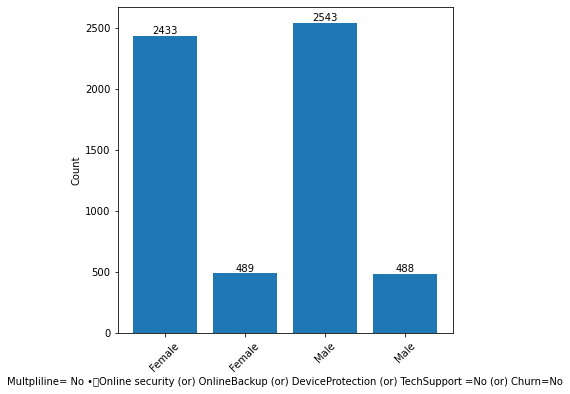 2543
2433
489
488
2500
2000
1500
1000
500
0
Count
Female
Female
Male
Male
Multpliline= No •▯Online security (or) OnlineBackup (or) DeviceProtection (or) TechSupport =No (or) Churn=No